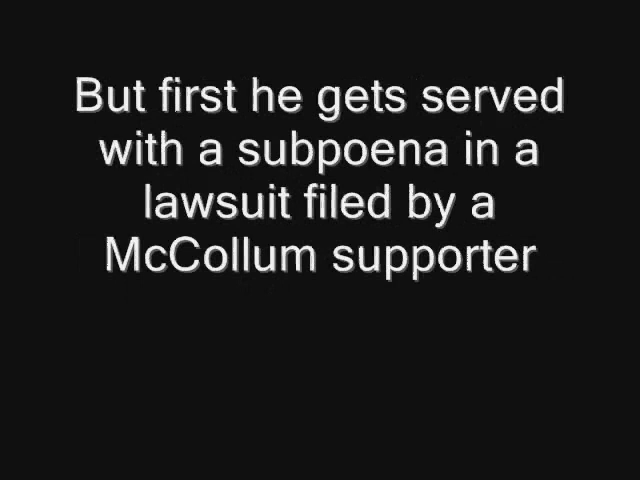 But first he gets served
with a subpoena in a
lawsuit filed by a
McCollum supporter